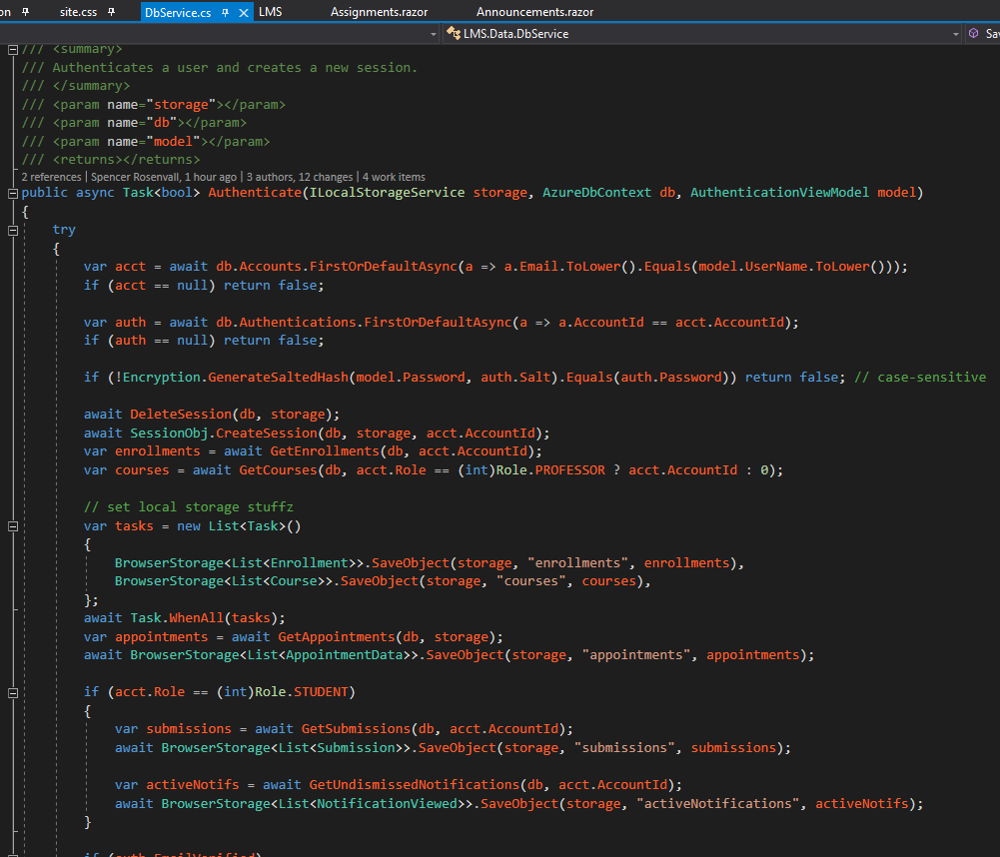 on site.css DbService.cs LMS Assignments.razor Announcements.razor
LMS.Data.DbService Sa
/// <summary>
/// Authenticates a user and creates a new session.
/// </summary>
/// <param name="storage"></param>
/// <param name="db"></param>
/// <param name="model"></param>
/// <returns></returns>
2 references | Spencer Rosenvall, 1 hour ago | 3 authors, 12 changes | 4 work items
public async Task<bool> Authenticate(ILocalStorageService storage, AzureDbContext db, AuthenticationViewModel model)
{
try
{
var acct = await db.Accounts.FirstOrDefaultAsync(a => a.Email.ToLower().Equals(model.UserName.ToLower()));
if (acct == null) return false;
var auth = await db.Authentications.FirstOrDefaultAsync(a => a.AccountId == acct.AccountId);
if (auth == null) return false;
if (!Encryption.GenerateSaltedHash(model.Password, auth.Salt).Equals(auth.Password)) return false; // case-sensitive
await DeleteSession(db, storage);
await SessionObj.CreateSession(db, storage, acct.AccountId);
var enrollments = await GetEnrollments(db, acct.AccountId);
var courses = await GetCourses(db, acct.Role == (int)Role.PROFESSOR ? acct.AccountId : 0);
// set local storage stuffz
var tasks = new List<Task>()
{
BrowserStorage<List<Enrollment>>.SaveObject(storage, "enrollments", enrollments),
BrowserStorage<List<Course>>.SaveObject(storage, "courses", courses),
};
await Task.WhenAll(tasks);
var appointments = await GetAppointments(db, storage);
await BrowserStorage<List<AppointmentData>>.SaveObject(storage, "appointments", appointments);
if (acct.Role == (int)Role.STUDENT)
{
var submissions = await GetSubmissions(db, acct.AccountId);
await BrowserStorage<List<Submission>>.SaveObject(storage, "submissions", submissions);
var activeNotifs = await GetUndismissedNotifications(db, acct.AccountId);
await BrowserStorage<List<NotificationViewed>>.SaveObject(storage, "activeNotifications", activeNotifs);
}
if (auth.EmailVerified)